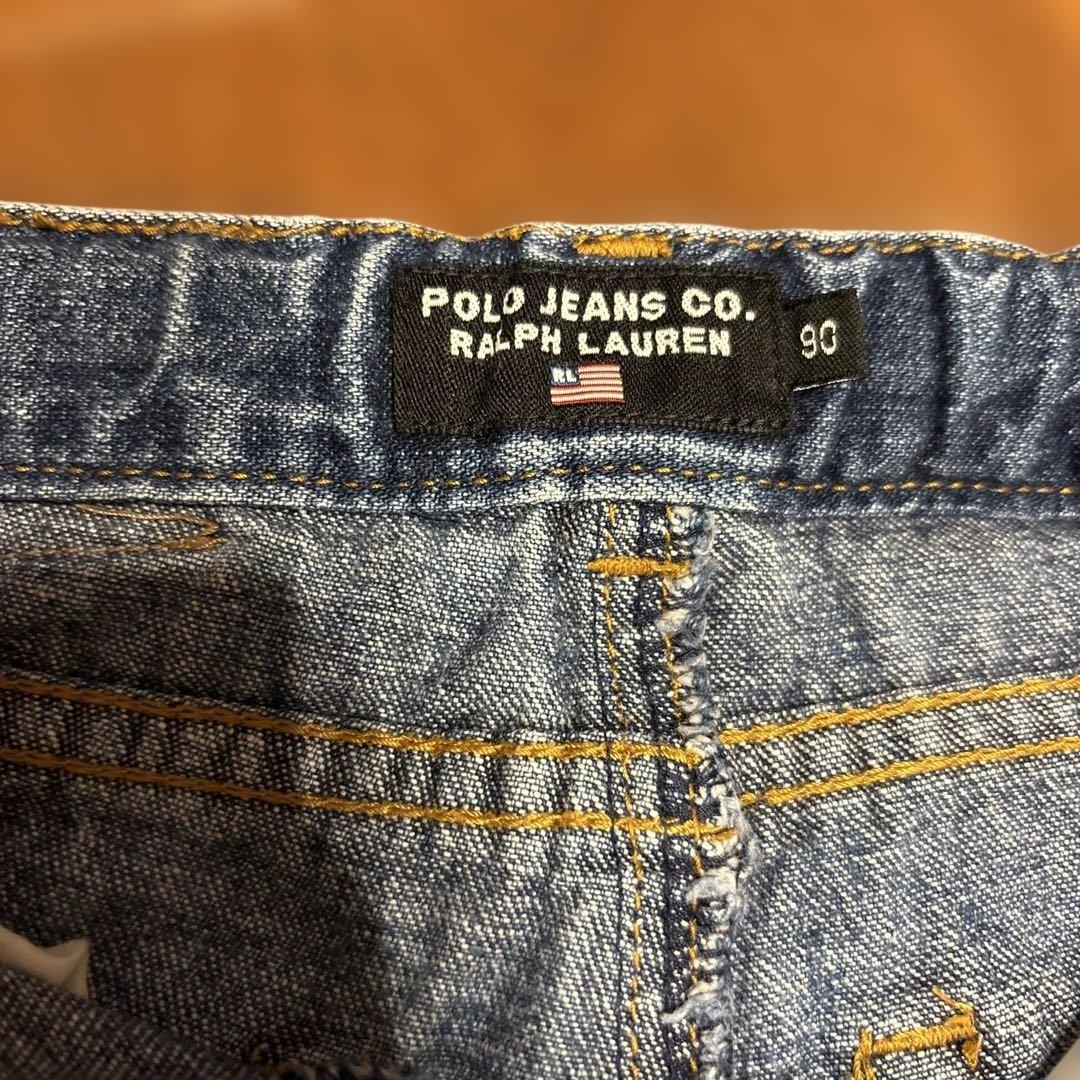 POLO JEANS CO.
RALPH LAUREN
RL
90